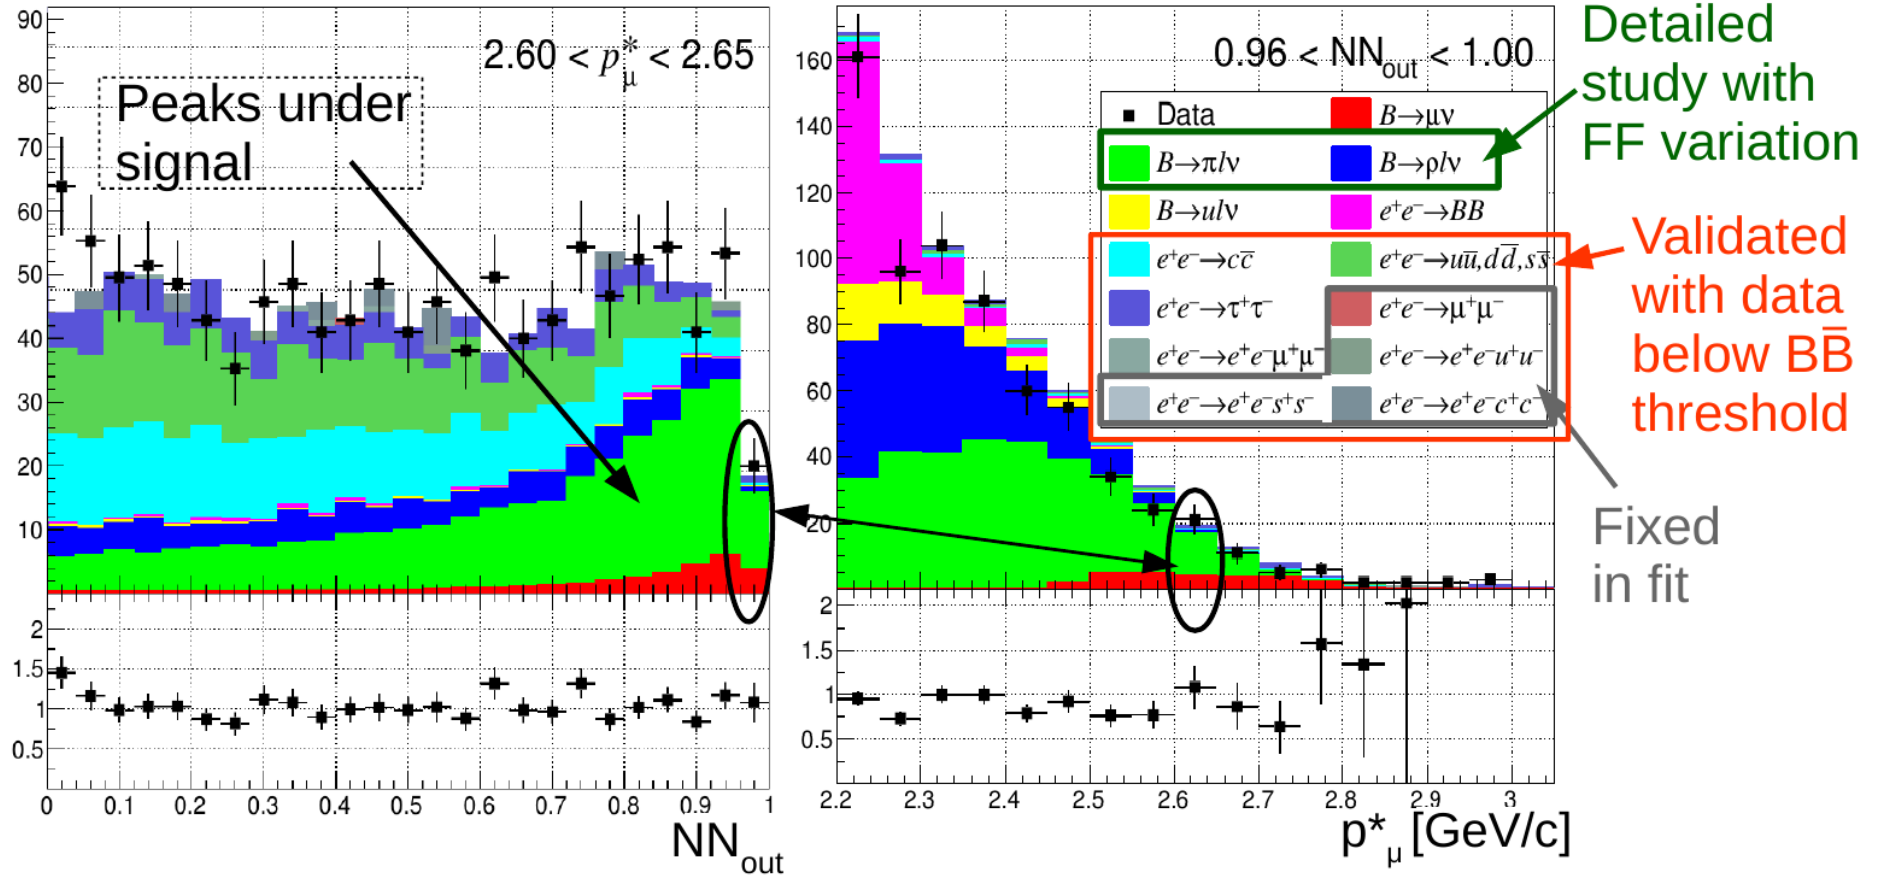 90
80
70
60
50
40
30
20
10
2
1.5
1
0.5
0 0.1 0.2 0.3 0.4 0.5 0.6 0.7 0.8 0.9 1
NNout
2.60 < p*μ < 2.65
Peaks under
signal
160
140
120
100
80
60
40
20
2
1.5
1
0.5
2.2 2.3 2.4 2.5 2.6 2.7 2.8 2.9 3
p*μ [GeV/c]
0.96 < NNout < 1.00
Data B→μν
B→πlν B→ρlν
B→ulν e⁺e⁻→BB
e⁺e⁻→cc̅ e⁺e⁻→uu̅,dd̅,ss̅
e⁺e⁻→τ⁺τ⁻ e⁺e⁻→μ⁺μ⁻
e⁺e⁻→e⁺e⁻μ⁺μ⁻ e⁺e⁻→e⁺e⁻u⁺u⁻
e⁺e⁻→e⁺e⁻s⁺s⁻ e⁺e⁻→e⁺e⁻c⁺c⁻
Detailed
study with
FF variation
Validated
with data
below BB̅
threshold
Fixed
in fit